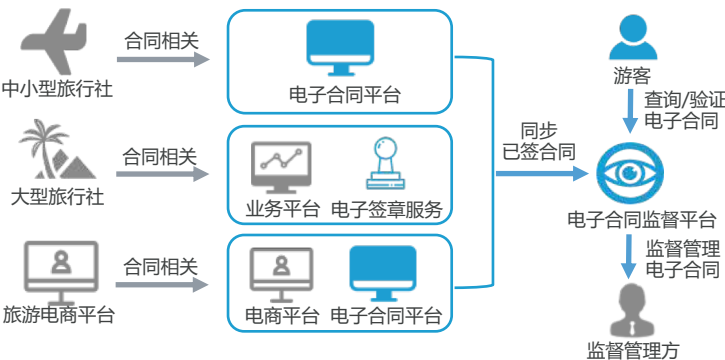 中小型旅行社
合同相关
电子合同平台
大型旅行社
合同相关
业务平台
电子签章服务
旅游电商平台
合同相关
电商平台
电子合同平台
同步
已签合同
游客
查询/验证
电子合同
电子合同监督平台
监督管理
电子合同
监督管理方